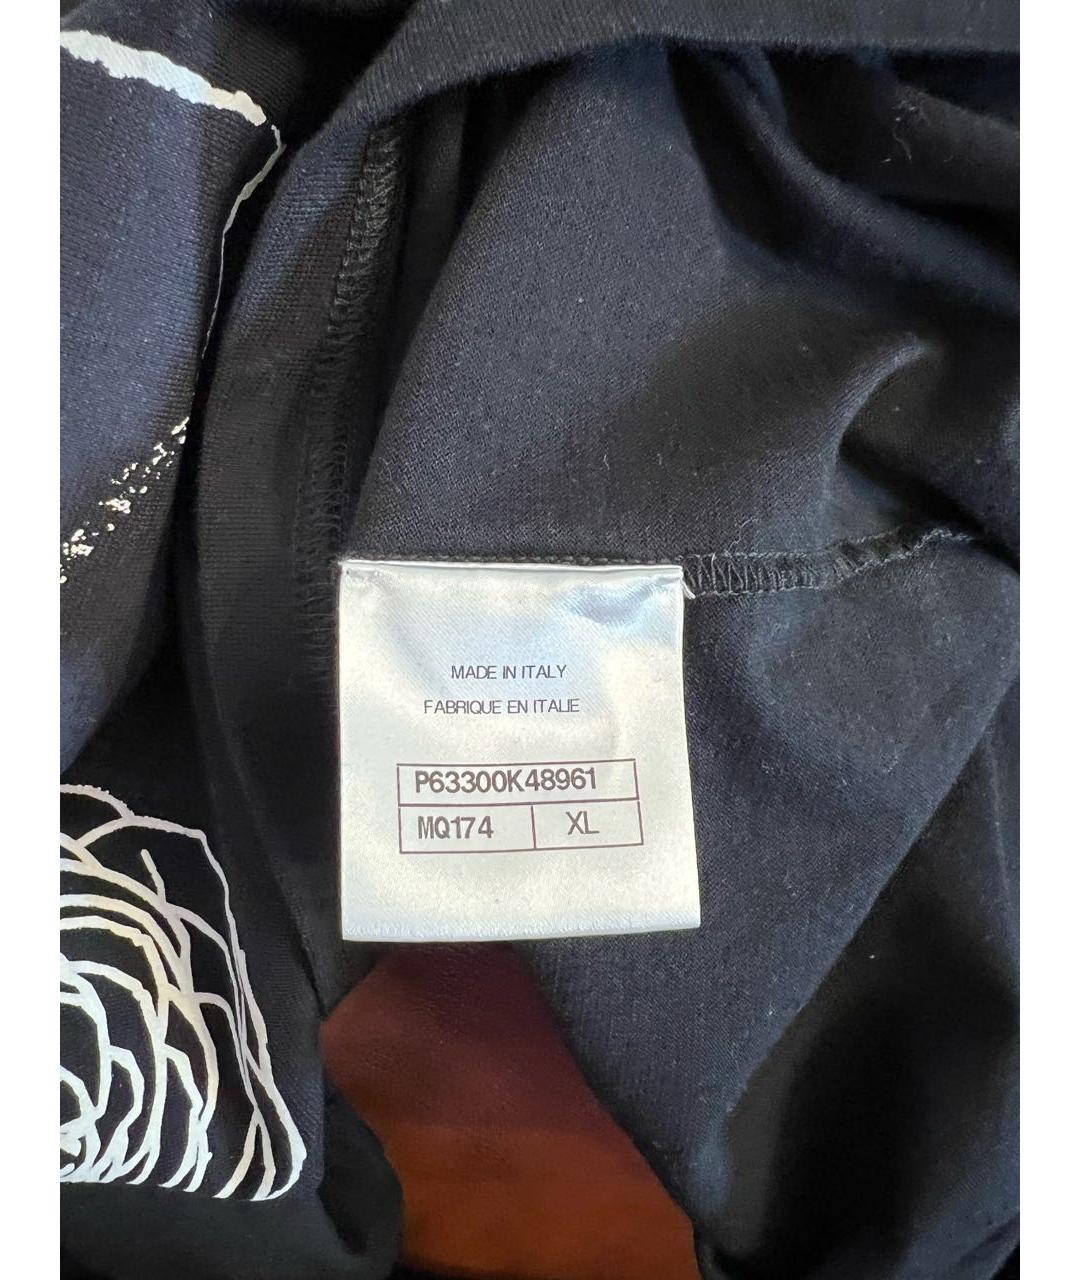 MADE IN ITALY
FABRIQUE EN ITALIE
P63300K48961
MQ174 XL